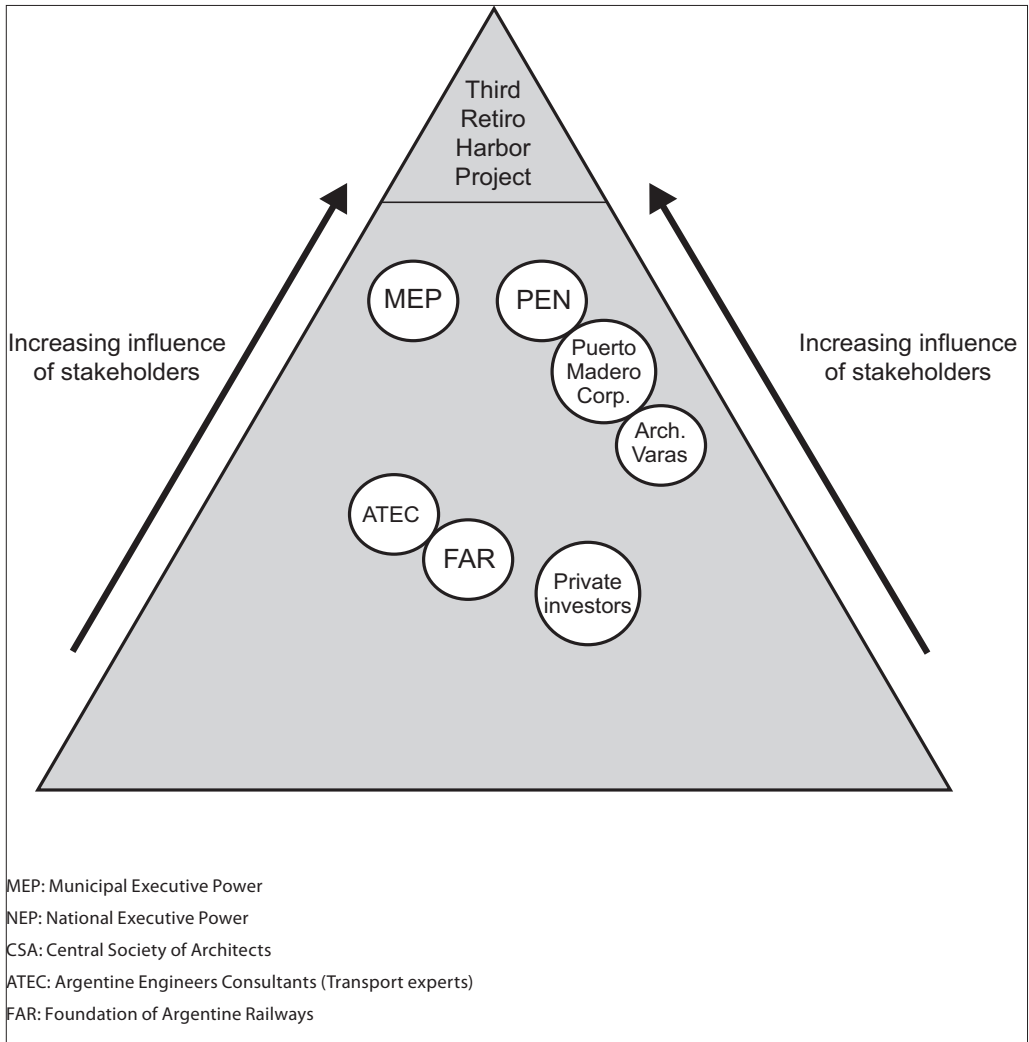 Third
Retiro
Harbor
Project
MEP
PEN
Puerto
Madero
Corp.
Arch.
Varas
Increasing influence
of stakeholders
Increasing influence
of stakeholders
ATEC
FAR
Private
investors
MEP: Municipal Executive Power
NEP: National Executive Power
CSA: Central Society of Architects
ATEC: Argentine Engineers Consultants (Transport experts)
FAR: Foundation of Argentine Railways